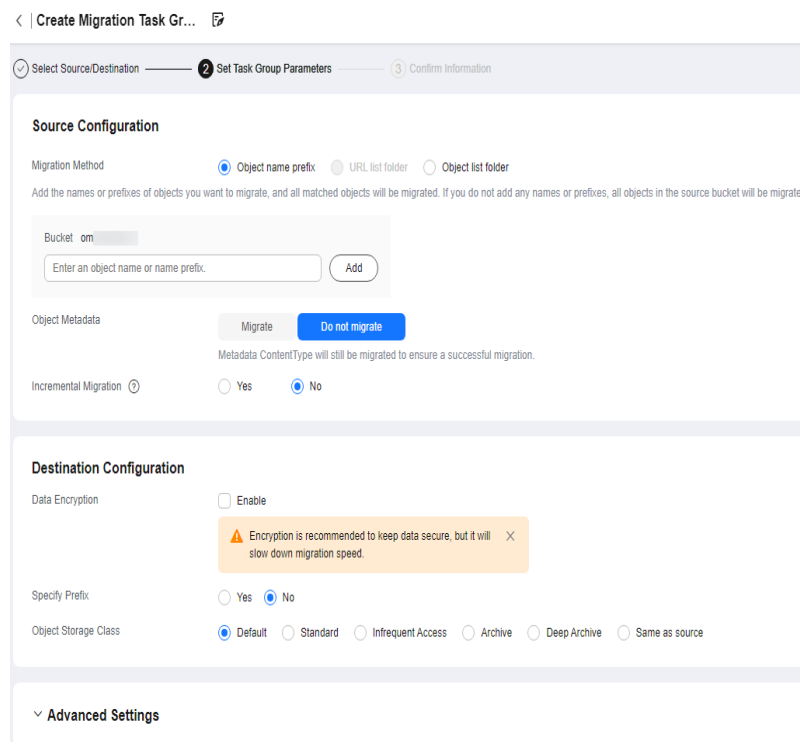 Create Migration Task Gr...
Select Source/Destination 2 Set Task Group Parameters 3 Confirm Information
Source Configuration
Migration Method Object name prefix URL list folder Object list folder
Add the names or prefixes of objects you want to migrate, and all matched objects will be migrated. If you do not add any names or prefixes, all objects in the source bucket will be migrate
Bucket om
Enter an object name or name prefix. Add
Object Metadata Migrate Do not migrate
Metadata ContentType will still be migrated to ensure a successful migration.
Incremental Migration ? Yes No
Destination Configuration
Data Encryption Enable
Encryption is recommended to keep data secure, but it will
slow down migration speed.
Specify Prefix Yes No
Object Storage Class Default Standard Infrequent Access Archive Deep Archive Same as source
Advanced Settings